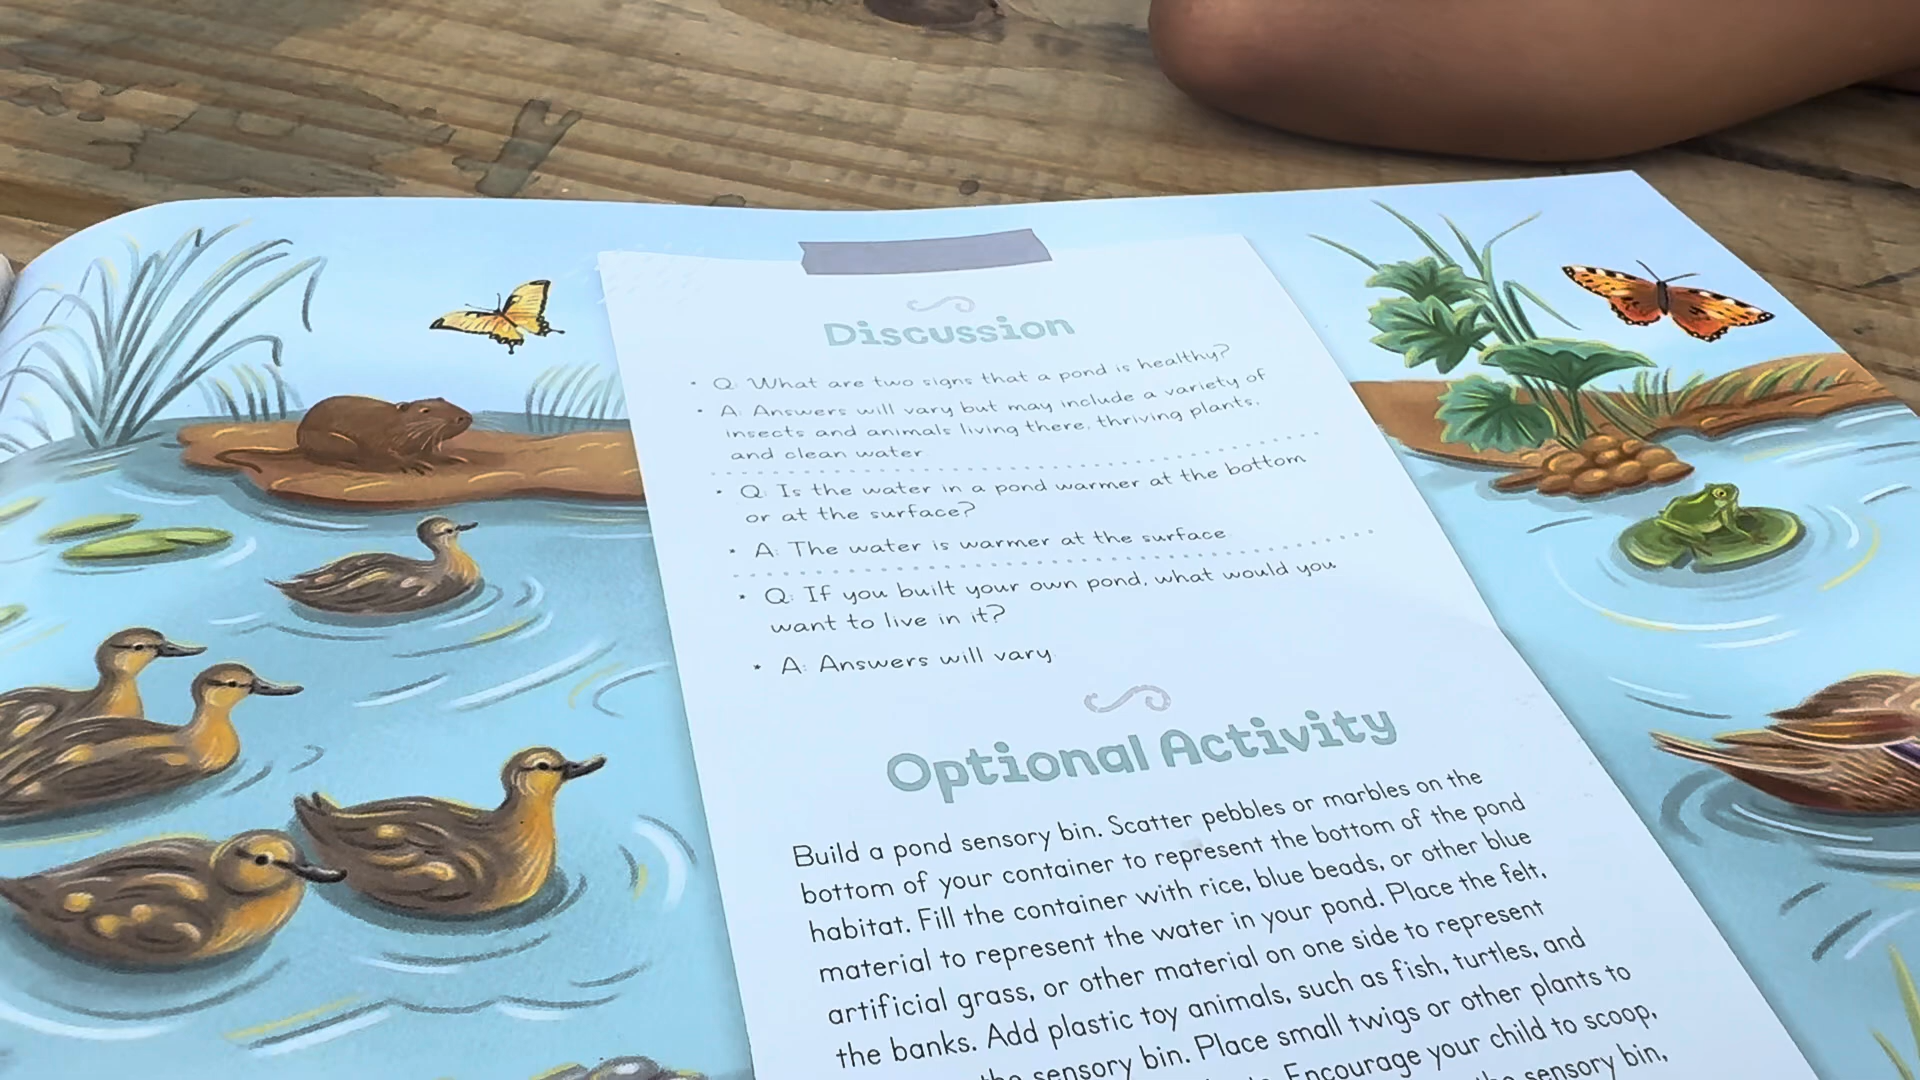 Discussion
• Q: What are two signs that a pond is healthy?
• A: Answers will vary but may include a variety of
insects and animals living there, thriving plants,
and clean water
• Q: Is the water in a pond warmer at the bottom
or at the surface?
• A: The water is warmer at the surface
• Q: If you built your own pond, what would you
want to live in it?
• A: Answers will vary.
Optional Activity
Build a pond sensory bin. Scatter pebbles or marbles on the
bottom of your container to represent the bottom of the pond
habitat. Fill the container with rice, blue beads, or other blue
material to represent the water in your pond. Place the felt,
artificial grass, or other material on one side to represent
the banks. Add plastic toy animals, such as fish, turtles, and
the sensory bin. Place small twigs or other plants to
Encourage your child to scoop,
the sensory bin,